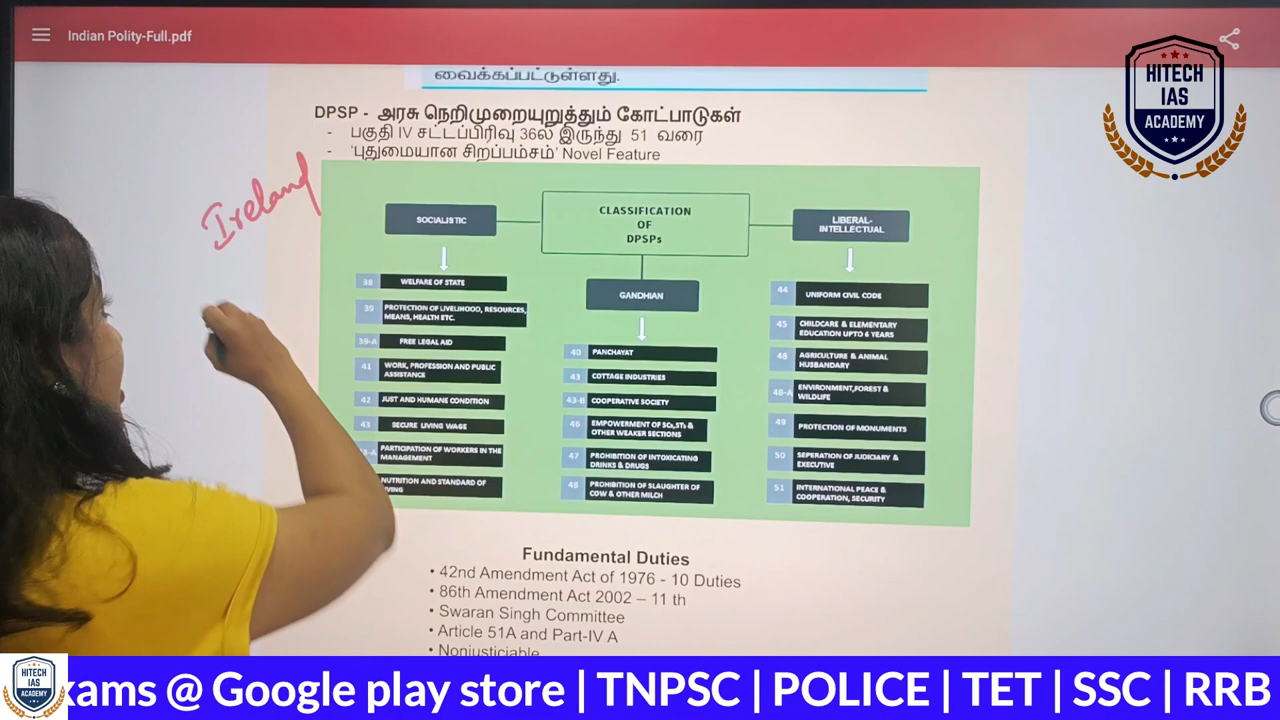 Indian Polity-Full.pdf
HITECH
IAS
ACADEMY
வைக்கப்பட்டுள்ளது.
DPSP - அரசு நெறிமுறையுறுத்தும் கோட்பாடுகள்
- பகுதி IV சட்டப்பிரிவு 36ல் இருந்து 51 வரை
- 'புதுமையான சிறப்பம்சம்' Novel Feature
Ireland
CLASSIFICATION
OF
DPSPs
SOCIALISTIC
38 WELFARE OF STATE
39 PROTECTION OF LIVELIHOOD, RESOURCES,
MEANS, HEALTH ETC.
39-A FREE LEGAL AID
41 WORK, PROFESSION AND PUBLIC
ASSISTANCE
42 JUST AND HUMANE CONDITION
43 SECURE LIVING WAGE
PARTICIPATION OF WORKERS IN THE
MANAGEMENT
NUTRITION AND STANDARD OF
GANDHIAN
40 PANCHAYAT
43 COTTAGE INDUSTRIES
43-B COOPERATIVE SOCIETY
46 EMPOWERMENT OF SCs,STs &
OTHER WEAKER SECTIONS
47 PROHIBITION OF INTOXICATING
DRINKS & DRUGS
48 PROHIBITION OF SLAUGHTER OF
COW & OTHER MILCH
LIBERAL-
INTELLECTUAL
44 UNIFORM CIVIL CODE
45 CHILDCARE & ELEMENTARY
EDUCATION UPTO 6 YEARS
48 AGRICULTURE & ANIMAL
HUSBANDARY
48-A ENVIRONMENT,FOREST &
WILDLIFE
49 PROTECTION OF MONUMENTS
50 SEPERATION OF JUDICIARY &
EXECUTIVE
51 INTERNATIONAL PEACE &
COOPERATION, SECURITY
Fundamental Duties
• 42nd Amendment Act of 1976 - 10 Duties
• 86th Amendment Act 2002 – 11 th
• Swaran Singh Committee
• Article 51A and Part-IV A
• Nonjusticiable
HITECH
IAS
ACADEMY
xams @ Google play store | TNPSC | POLICE | TET | SSC | RRB